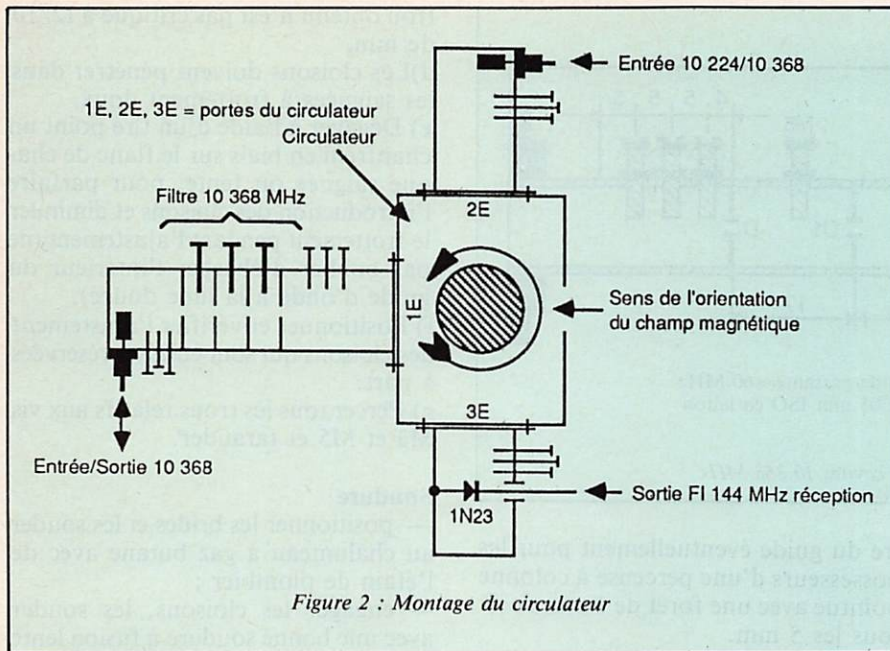 Entrée 10 224/10 368
1E, 2E, 3E = portes du circulateur
Circulateur
Filtre 10 368 MHz
2E
1E
Sens de l'orientation
du champ magnétique
3E
Entrée/Sortie 10 368
1N23
Sortie FI 144 MHz réception
Figure 2 : Montage du circulateur